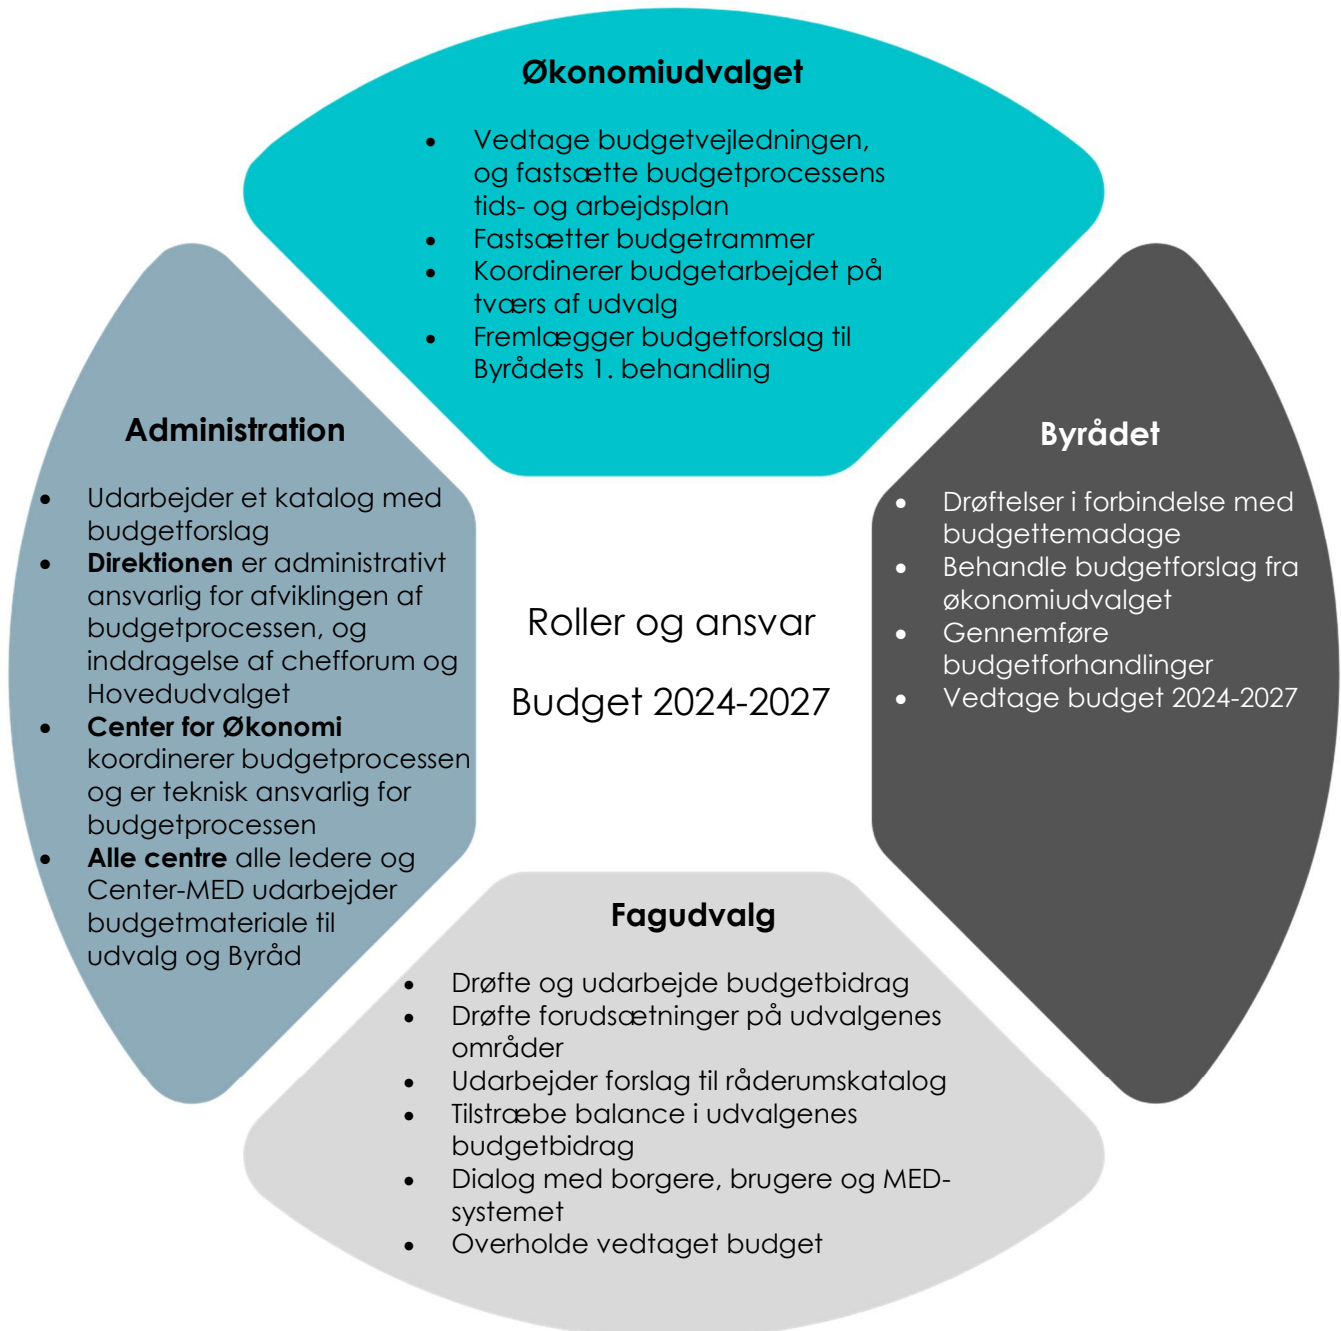 Økonomiudvalget
• Vedtage budgetvejledningen,
og fastsætte budgetprocessens
tids- og arbejdsplan
• Fastsætter budgetrammer
• Koordinerer budgetarbejdet på
tværs af udvalg
• Fremlægger budgetforslag til
Byrådets 1. behandling
Administration
• Udarbejder et katalog med
budgetforslag
• Direktionen er administrativt
ansvarlig for afviklingen af
budgetprocessen, og
inddragelse af chefforum og
Hovedudvalget
• Center for Økonomi
koordinerer budgetprocessen
og er teknisk ansvarlig for
budgetprocessen
• Alle centre alle ledere og
Center-MED udarbejder
budgetmateriale til
udvalg og Byråd
Roller og ansvar
Budget 2024-2027
Byrådet
• Drøftelser i forbindelse med
budgettemadage
• Behandle budgetforslag fra
økonomiudvalget
• Gennemføre
budgetforhandlinger
• Vedtage budget 2024-2027
Fagudvalg
• Drøfte og udarbejde budgetbidrag
• Drøfte forudsætninger på udvalgenes
områder
• Udarbejder forslag til råderumskatalog
• Tilstræbe balance i udvalgenes
budgetbidrag
• Dialog med borgere, brugere og MED-
systemet
• Overholde vedtaget budget